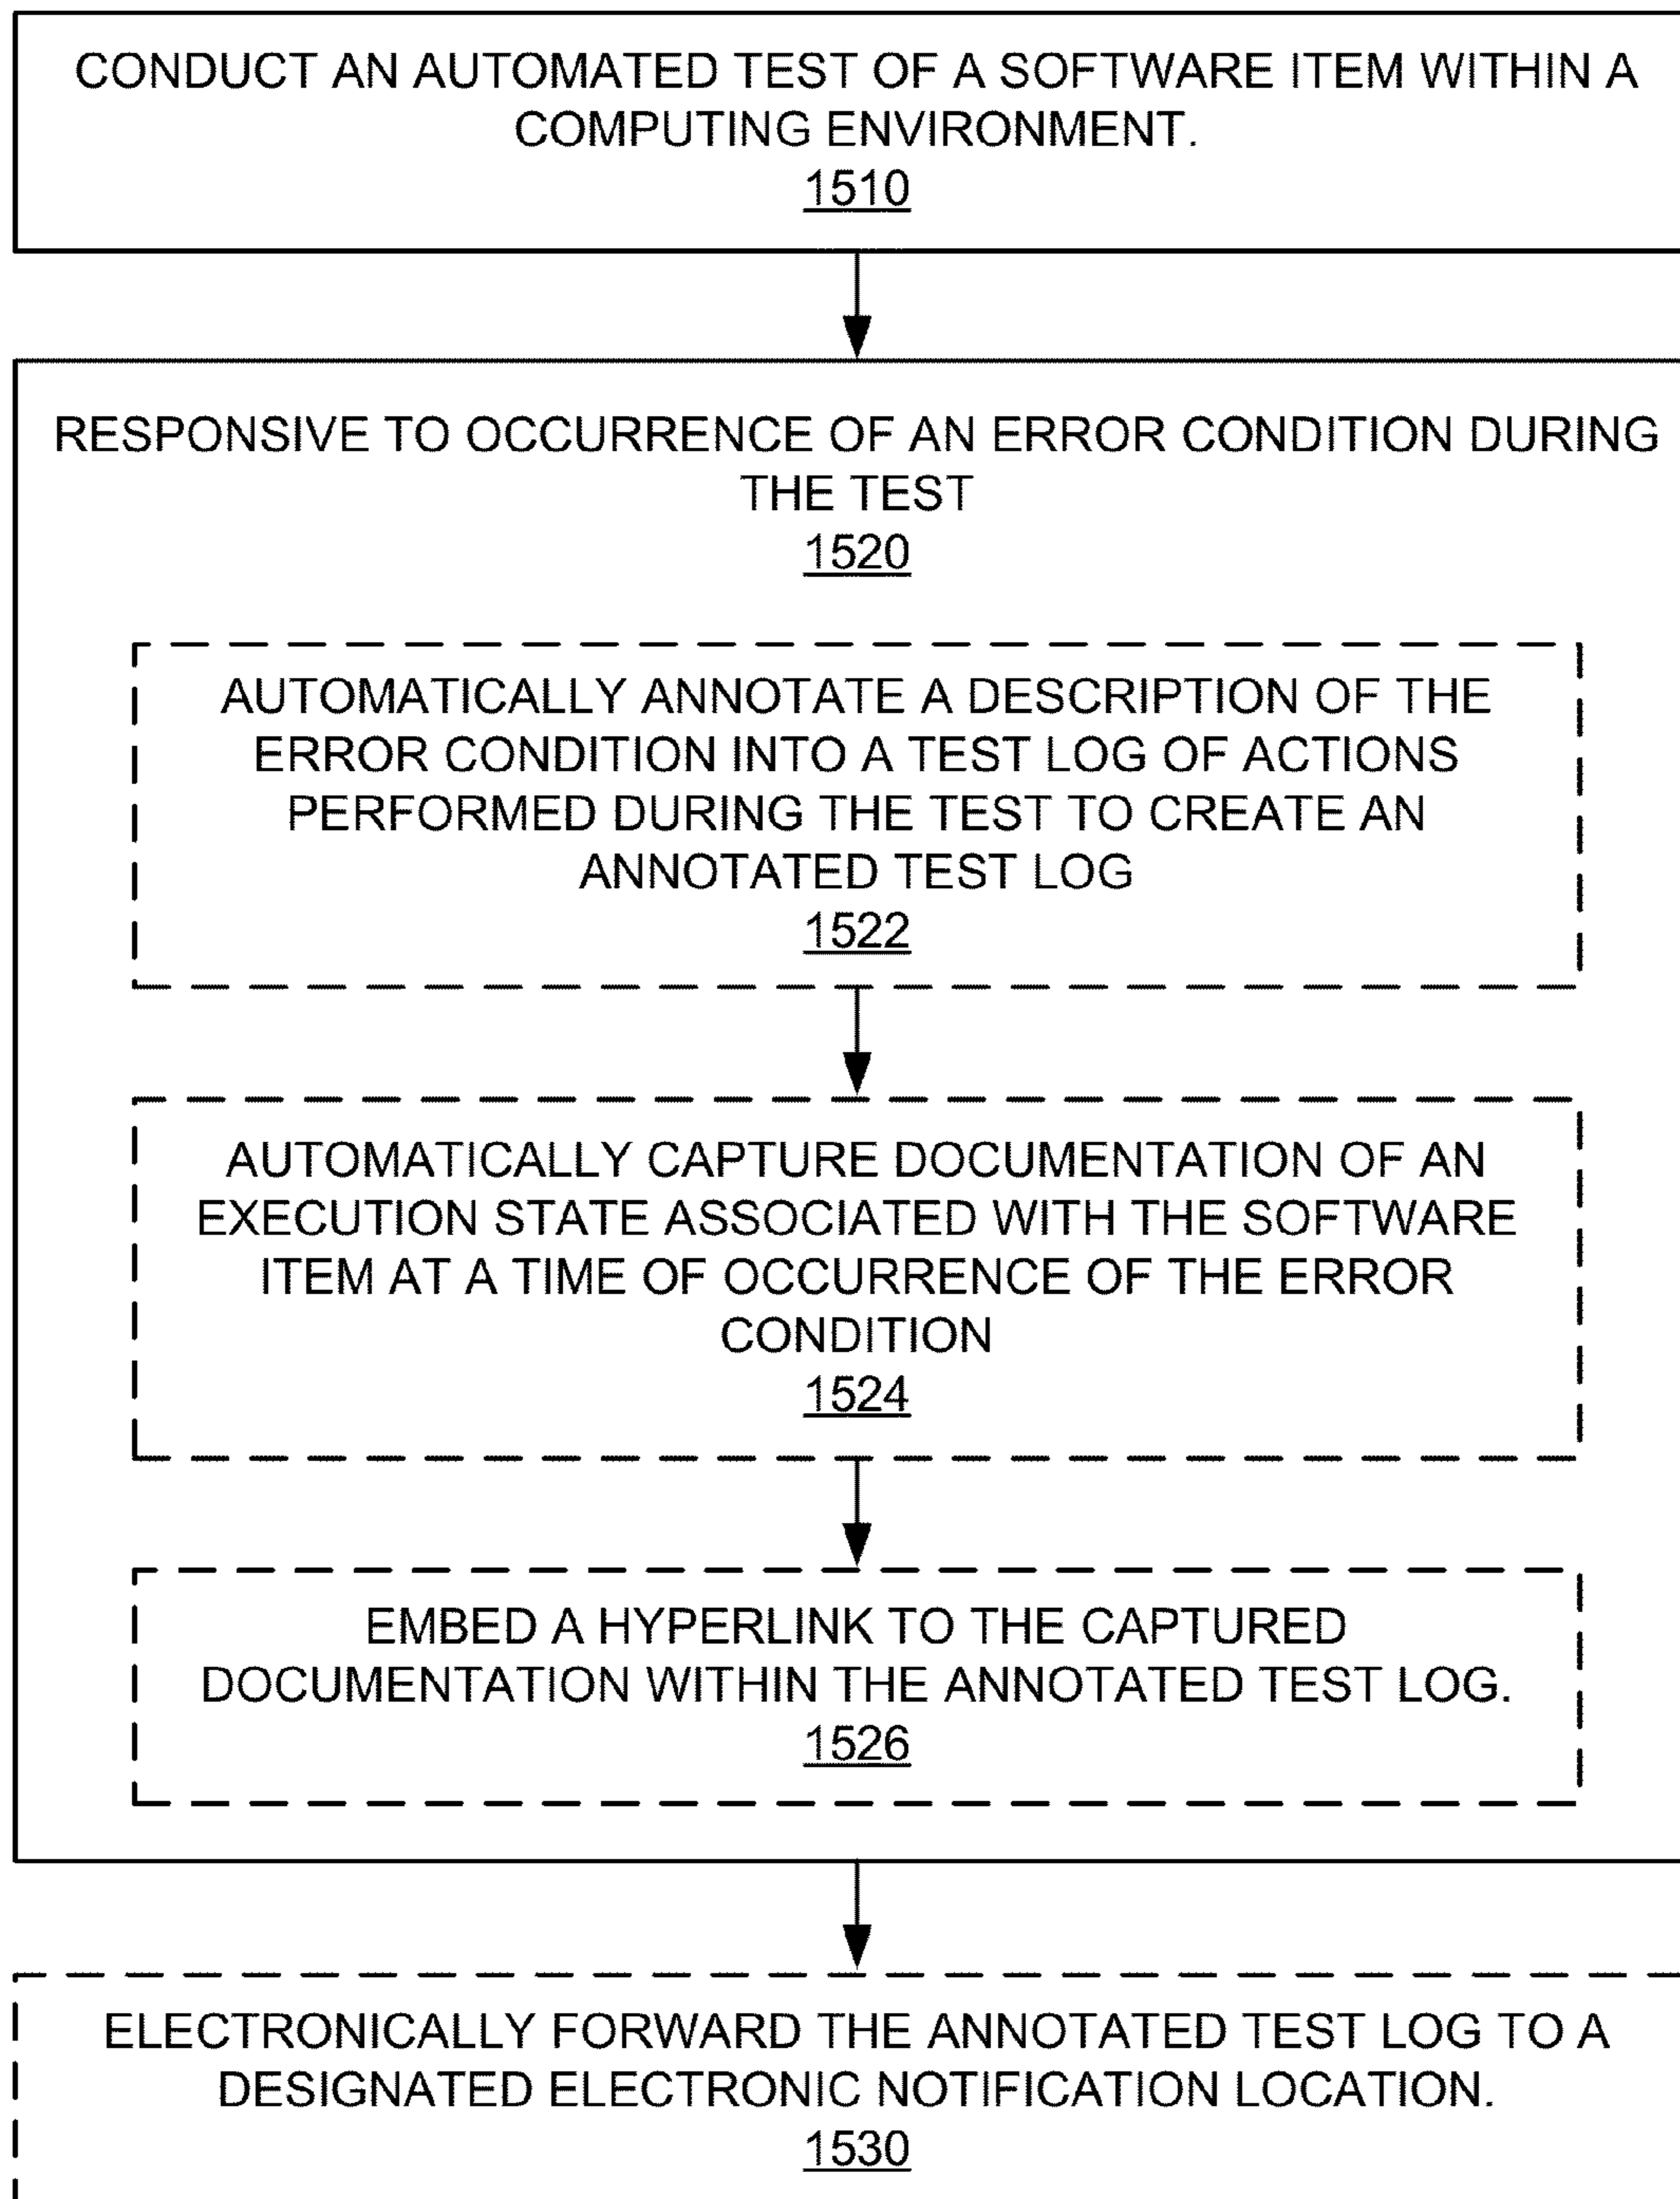 CONDUCT AN AUTOMATED TEST OF A SOFTWARE ITEM WITHIN A
COMPUTING ENVIRONMENT.
1510
RESPONSIVE TO OCCURRENCE OF AN ERROR CONDITION DURING
THE TEST
1520
AUTOMATICALLY ANNOTATE A DESCRIPTION OF THE
ERROR CONDITION INTO A TEST LOG OF ACTIONS
PERFORMED DURING THE TEST TO CREATE AN
ANNOTATED TEST LOG
1522
AUTOMATICALLY CAPTURE DOCUMENTATION OF AN
EXECUTION STATE ASSOCIATED WITH THE SOFTWARE
ITEM AT A TIME OF OCCURRENCE OF THE ERROR
CONDITION
1524
EMBED A HYPERLINK TO THE CAPTURED
DOCUMENTATION WITHIN THE ANNOTATED TEST LOG.
1526
ELECTRONICALLY FORWARD THE ANNOTATED TEST LOG TO A
DESIGNATED ELECTRONIC NOTIFICATION LOCATION.
1530